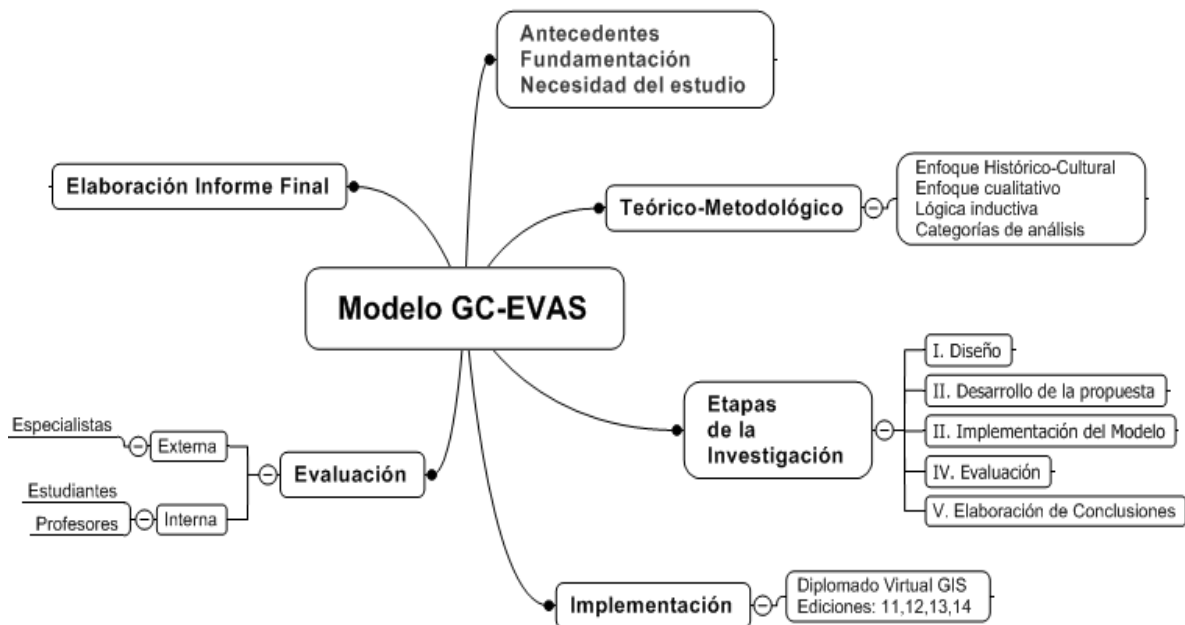 Antecedentes
Fundamentación
Necesidad del estudio
Elaboración Informe Final
Teórico-Metodológico
Enfoque Histórico-Cultural
Enfoque cualitativo
Lógica inductiva
Categorías de análisis
Modelo GC-EVAS
Etapas
de la
Investigación
I. Diseño
II. Desarrollo de la propuesta
II. Implementación del Modelo
IV. Evaluación
V. Elaboración de Conclusiones
Evaluación
Externa
Especialistas
Interna
Estudiantes
Profesores
Implementación
Diplomado Virtual GIS
Ediciones: 11,12,13,14